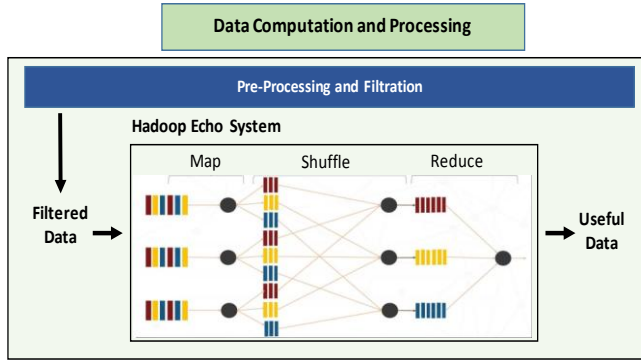 Data Computation and Processing
Pre-Processing and Filtration
Hadoop Echo System
Map
Shuffle
Reduce
Filtered
Data
Useful
Data